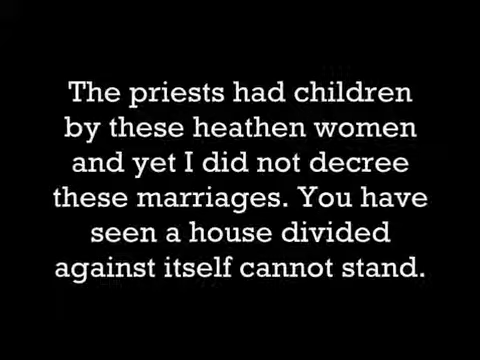 The priests had children
by these heathen women
and yet I did not decree
these marriages. You have
seen a house divided
against itself cannot stand.